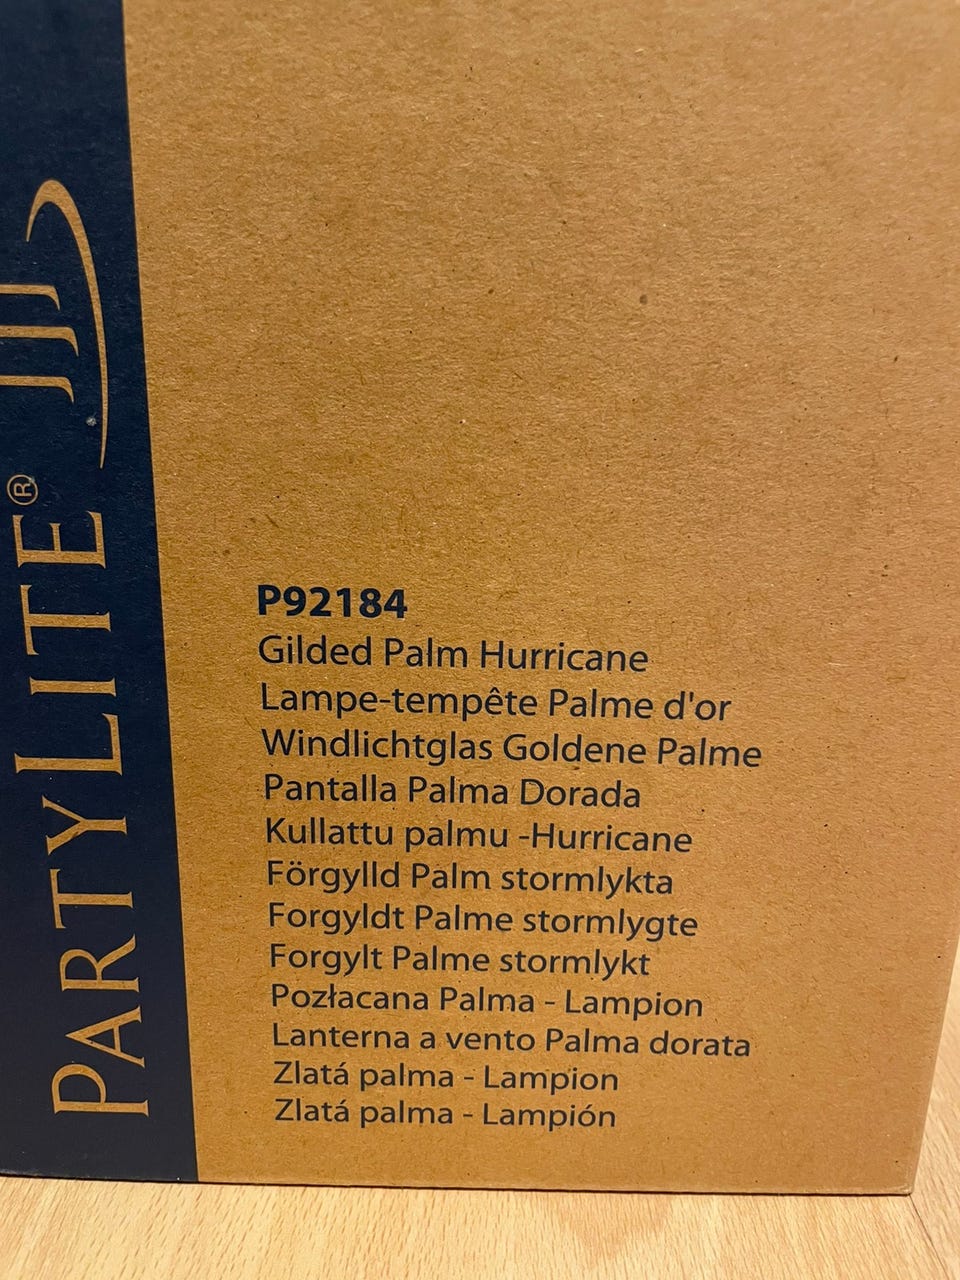 PARTYLITE®
P92184
Gilded Palm Hurricane
Lampe-tempête Palme d'or
Windlichtglas Goldene Palme
Pantalla Palma Dorada
Kullattu palmu -Hurricane
Förgylld Palm stormlykta
Forgyldt Palme stormlygte
Forgylt Palme stormlykt
Pozłacana Palma - Lampion
Lanterna a vento Palma dorata
Zlatá palma - Lampion
Zlatá palma - Lampión